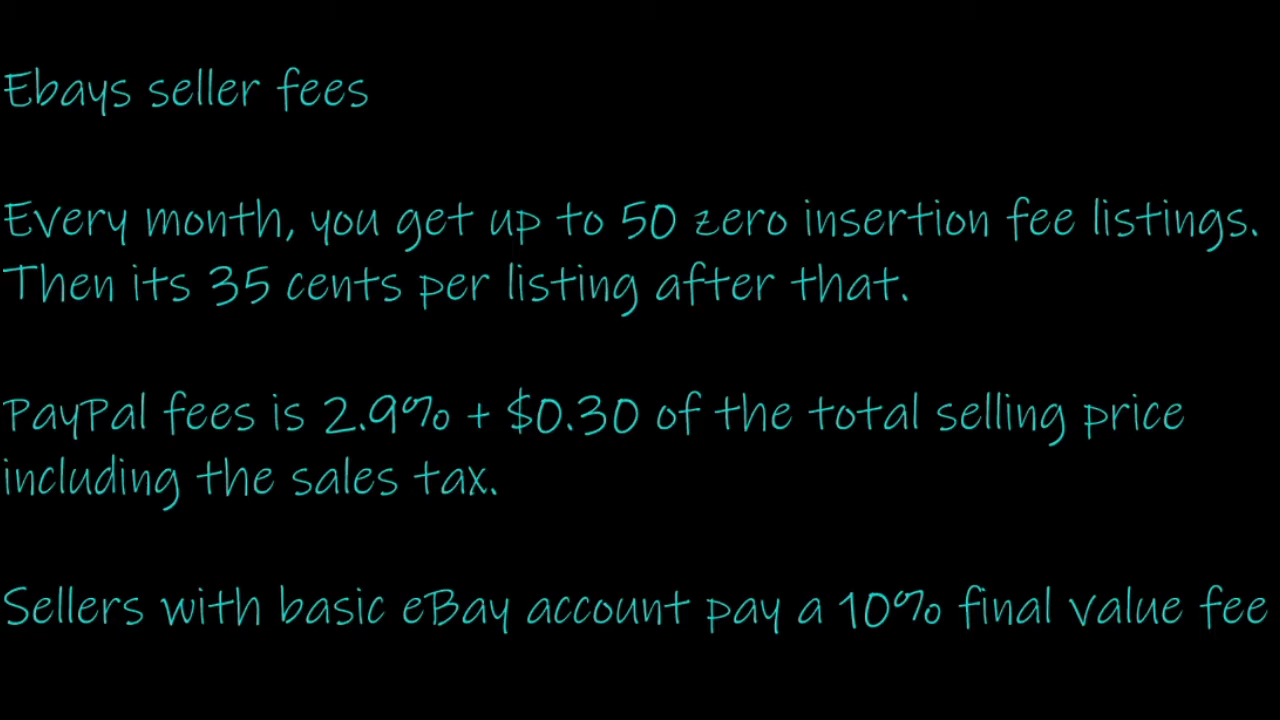 Ebays seller fees
Every month, you get up to 50 zero insertion fee listings.
Then its 35 cents per listing after that.
PayPal fees is 2.9% + $0.30 of the total selling price
including the sales tax.
Sellers with basic eBay account pay a 10% final value fee